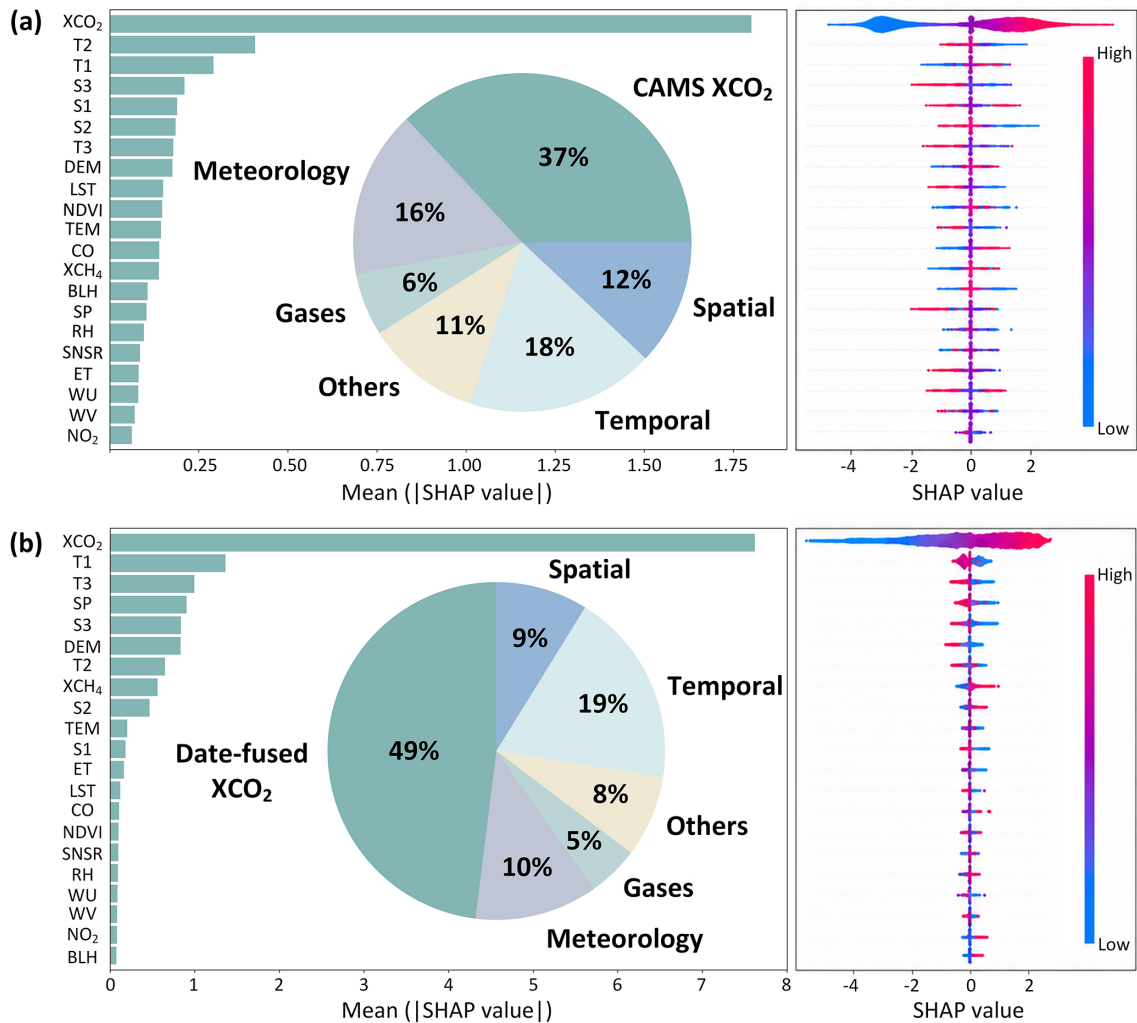 (a)
XCO₂
T2
T1
S3
S1
S2
T3
DEM
LST
NDVI
TEM
CO
XCH₄
BLH
SP
RH
SNSR
ET
WU
WV
NO₂
0.25 0.50 0.75 1.00 1.25 1.50 1.75
Mean (|SHAP value|)
CAMS XCO₂
37%
Meteorology
16%
Gases
6%
Others
11%
Temporal
18%
Spatial
12%
High
Low
-4 -2 0 2
SHAP value
(b)
XCO₂
T1
T3
SP
S3
DEM
T2
XCH₄
S2
TEM
S1
ET
LST
CO
NDVI
SNSR
RH
WU
WV
NO₂
BLH
0 1 2 3 4 5 6 7 8
Mean (|SHAP value|)
Spatial
9%
Temporal
19%
Others
8%
Gases
5%
Meteorology
10%
Date-fused
XCO₂
49%
High
Low
-4 -2 0 2
SHAP value